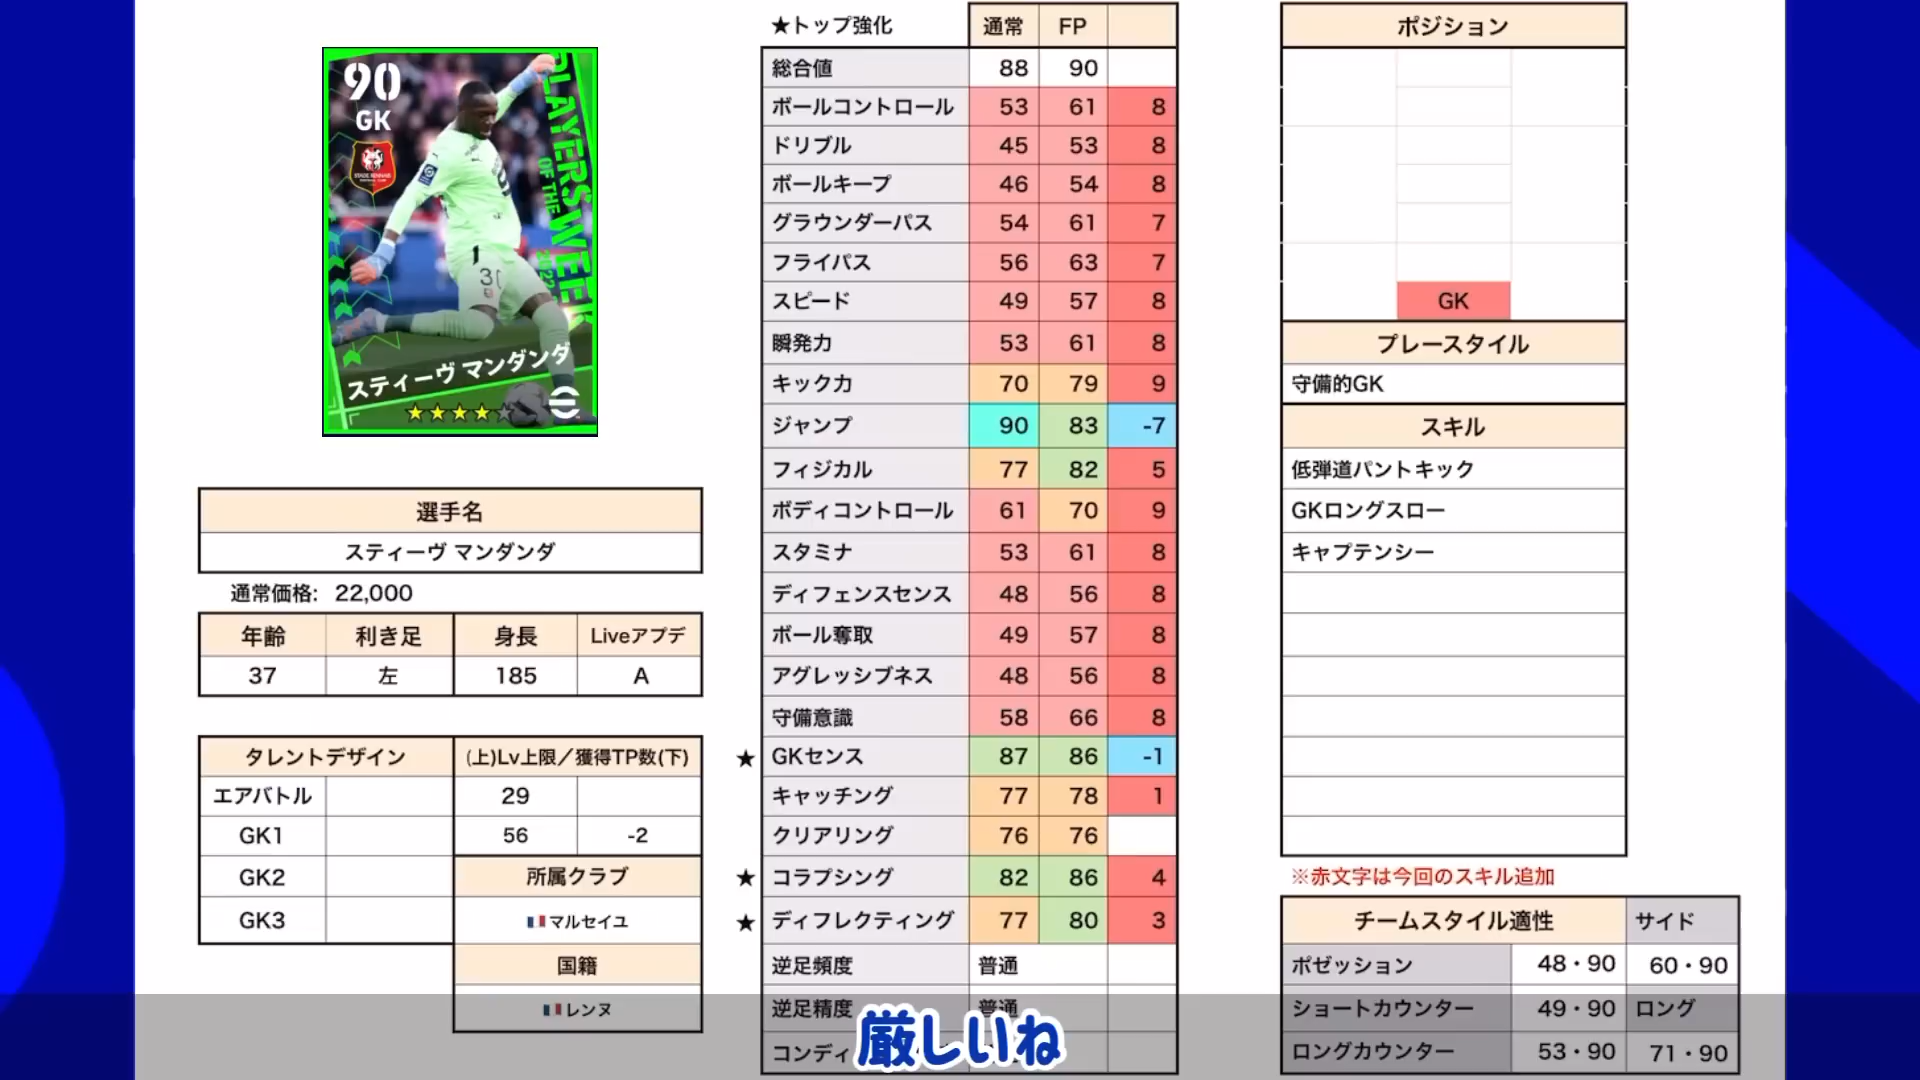 90
GK
STADE RENNAIS
PLAYERS
OF THE WEEK
30
スティーヴ マンダンダ
選手名
スティーヴ マンダンダ
通常価格: 22,000
年齢 利き足 身長 Liveアプデ
37 左 185 A
タレントデザイン (上)Lv上限／獲得TP数(下)
エアバトル 29
GK1 56 -2
GK2 所属クラブ
GK3 マルセイユ
国籍
レンヌ
★トップ強化 通常 FP
総合値 88 90
ボールコントロール 53 61 8
ドリブル 45 53 8
ボールキープ 46 54 8
グラウンダーパス 54 61 7
フライパス 56 63 7
スピード 49 57 8
瞬発力 53 61 8
キック力 70 79 9
ジャンプ 90 83 -7
フィジカル 77 82 5
ボディコントロール 61 70 9
スタミナ 53 61 8
ディフェンスセンス 48 56 8
ボール奪取 49 57 8
アグレッシブネス 48 56 8
守備意識 58 66 8
★ GKセンス 87 86 -1
キャッチング 77 78 1
クリアリング 76 76
★ コラプシング 82 86 4
★ ディフレクティング 77 80 3
逆足頻度 普通
逆足精度 普通
コンディ
ポジション
GK
プレースタイル
守備的GK
スキル
低弾道パントキック
GKロングスロー
キャプテンシー
※赤文字は今回のスキル追加
チームスタイル適性 サイド
ポゼッション 48・90 60・90
ショートカウンター 49・90 ロング
ロングカウンター 53・90 71・90
厳しいね